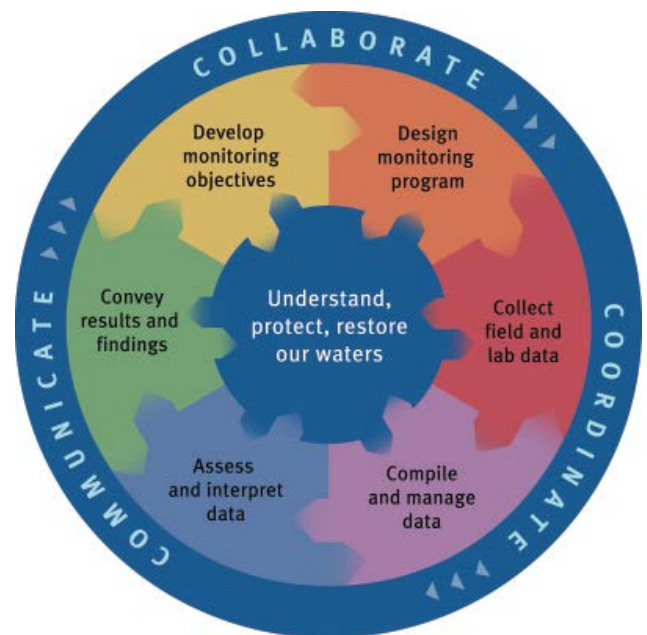 COLLABORATE
COORDINATE
COMMUNICATE
Develop
monitoring
objectives
Design
monitoring
program
Collect
field and
lab data
Compile
and manage
data
Assess
and interpret
data
Convey
results and
findings
Understand,
protect, restore
our waters